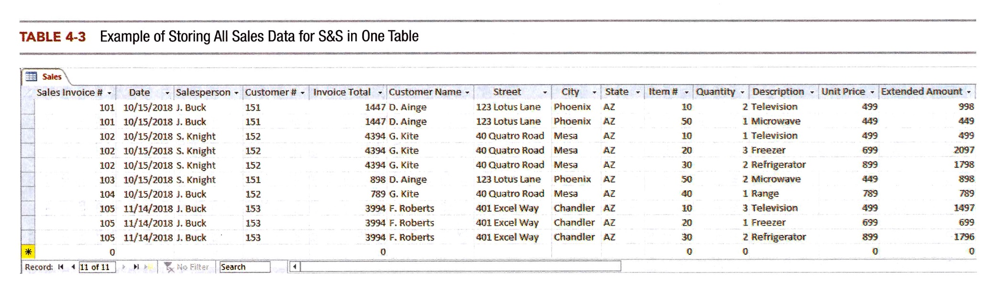 TABLE 4-3 Example of Storing All Sales Data for S&S in One Table
Sales
Sales Invoice # Date Salesperson Customer # Invoice Total Customer Name Street City State Item # Quantity Description Unit Price Extended Amount
101 10/15/2018 J. Buck 151 1447 D. Ainge 123 Lotus Lane Phoenix AZ 10 2 Television 499 998
101 10/15/2018 J. Buck 151 1447 D. Ainge 123 Lotus Lane Phoenix AZ 50 1 Microwave 449 449
102 10/15/2018 S. Knight 152 4394 G. Kite 40 Quatro Road Mesa AZ 10 1 Television 499 499
102 10/15/2018 S. Knight 152 4394 G. Kite 40 Quatro Road Mesa AZ 20 3 Freezer 699 2097
102 10/15/2018 S. Knight 152 4394 G. Kite 40 Quatro Road Mesa AZ 30 2 Refrigerator 899 1798
103 10/15/2018 S. Knight 151 898 D. Ainge 123 Lotus Lane Phoenix AZ 50 2 Microwave 449 898
104 10/15/2018 J. Buck 152 789 G. Kite 40 Quatro Road Mesa AZ 40 1 Range 789 789
105 11/14/2018 J. Buck 153 3994 F. Roberts 401 Excel Way Chandler AZ 10 3 Television 499 1497
105 11/14/2018 J. Buck 153 3994 F. Roberts 401 Excel Way Chandler AZ 20 1 Freezer 699 699
105 11/14/2018 J. Buck 153 3994 F. Roberts 401 Excel Way Chandler AZ 30 2 Refrigerator 899 1796
* 0 0 0 0 0 0
Record: 11 of 11 No Filter Search